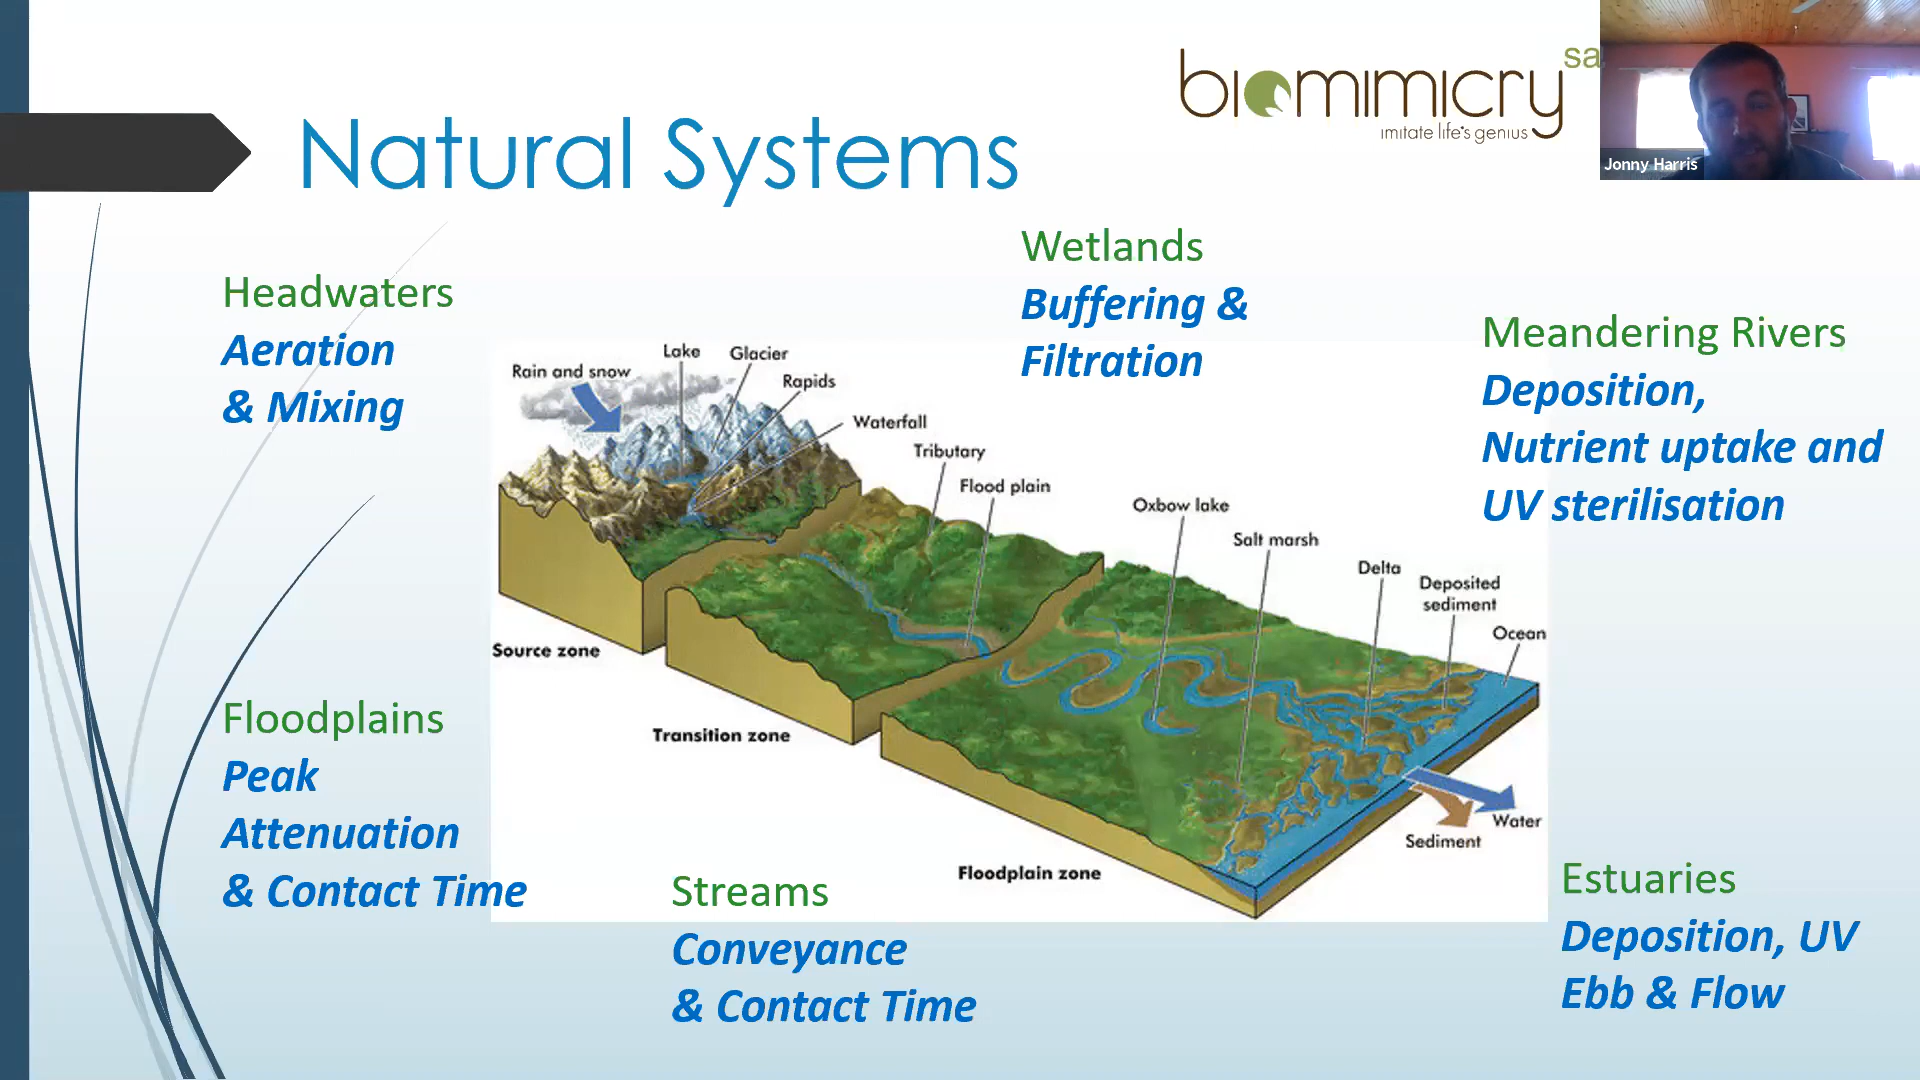 biomimicry sa
imitate life's genius
Jonny Harris
Natural Systems
Headwaters
Aeration
& Mixing
Wetlands
Buffering &
Filtration
Meandering Rivers
Deposition,
Nutrient uptake and
UV sterilisation
Rain and snow
Lake
Glacier
Rapids
Waterfall
Tributary
Flood plain
Oxbow lake
Salt marsh
Delta
Deposited
sediment
Ocean
Source zone
Transition zone
Floodplain zone
Water
Sediment
Floodplains
Peak
Attenuation
& Contact Time
Streams
Conveyance
& Contact Time
Estuaries
Deposition, UV
Ebb & Flow